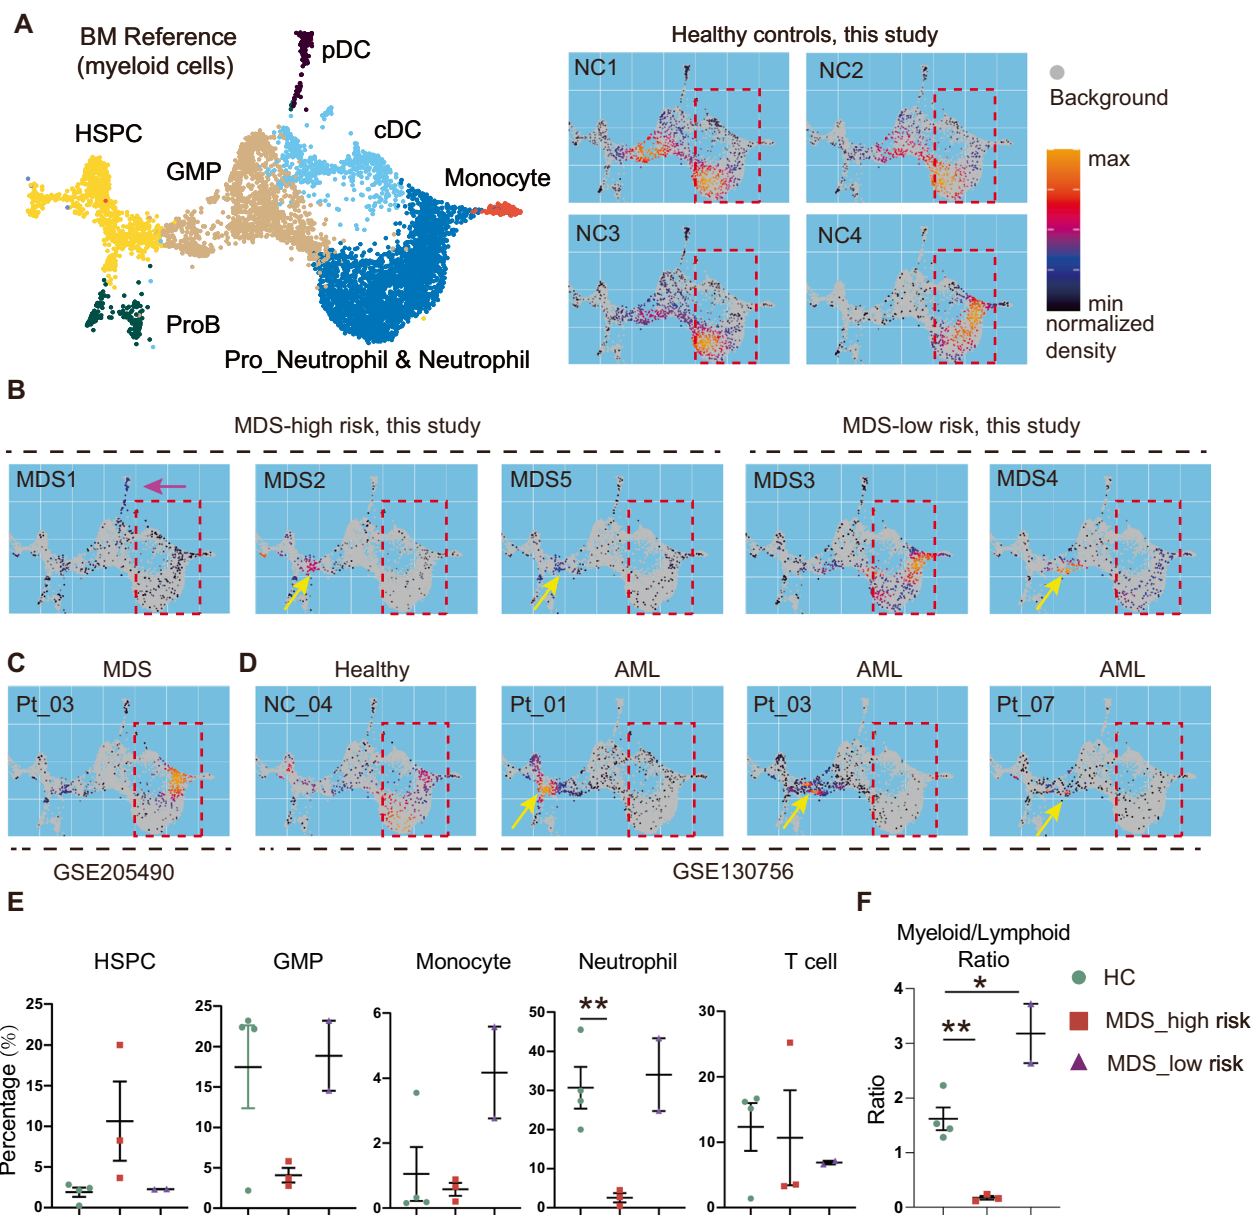 A
BM Reference
(myeloid cells)
pDC
HSPC
cDC
GMP
Monocyte
ProB
Pro_Neutrophil & Neutrophil
Healthy controls, this study
NC1
NC2
NC3
NC4
Background
max
min
normalized
density
B
MDS-high risk, this study
MDS-low risk, this study
MDS1
MDS2
MDS5
MDS3
MDS4
C
MDS
D
Healthy
AML
AML
AML
Pt_03
NC_04
Pt_01
Pt_03
Pt_07
GSE205490
GSE130756
E
Percentage (%)
HSPC
25
20
15
10
5
0
GMP
25
20
15
10
5
0
Monocyte
6
4
2
0
Neutrophil
**
50
40
30
20
10
0
T cell
30
20
10
0
F
Myeloid/Lymphoid
Ratio
*
**
Ratio
4
3
2
1
0
HC
MDS_high risk
MDS_low risk